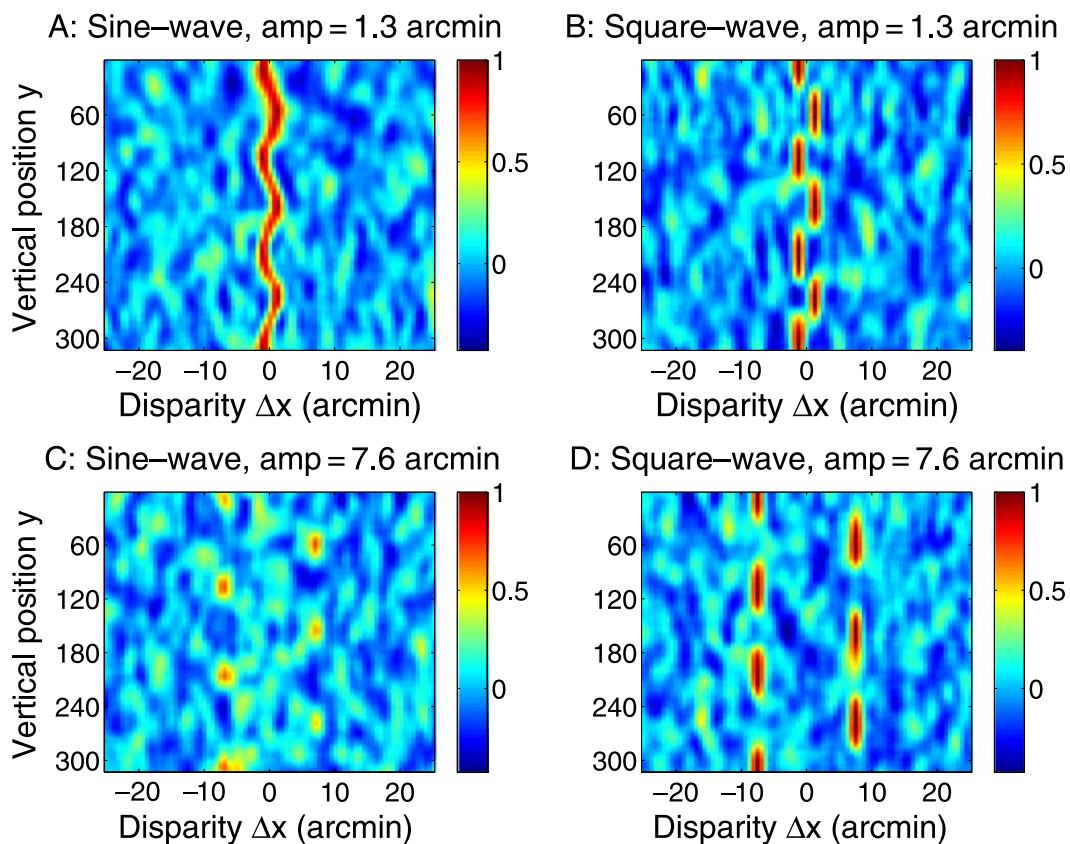 A: Sine–wave, amp = 1.3 arcmin
B: Square–wave, amp = 1.3 arcmin
Vertical position y
60
120
180
240
300
−20 −10 0 10 20
Disparity Δx (arcmin)
1
0.5
0
60
120
180
240
300
−20 −10 0 10 20
Disparity Δx (arcmin)
1
0.5
0
C: Sine–wave, amp = 7.6 arcmin
D: Square–wave, amp = 7.6 arcmin
Vertical position y
60
120
180
240
300
−20 −10 0 10 20
Disparity Δx (arcmin)
1
0.5
0
60
120
180
240
300
−20 −10 0 10 20
Disparity Δx (arcmin)
1
0.5
0